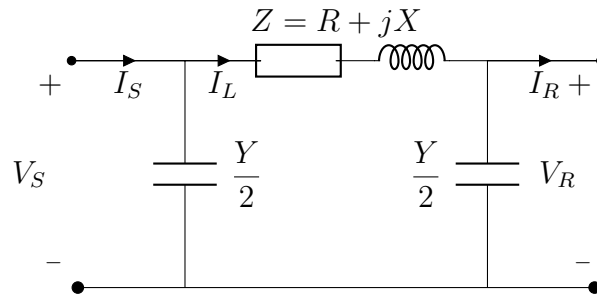 Z = R + jX
+ I_S I_L I_R +
V_S Y/2 Y/2 V_R
– –